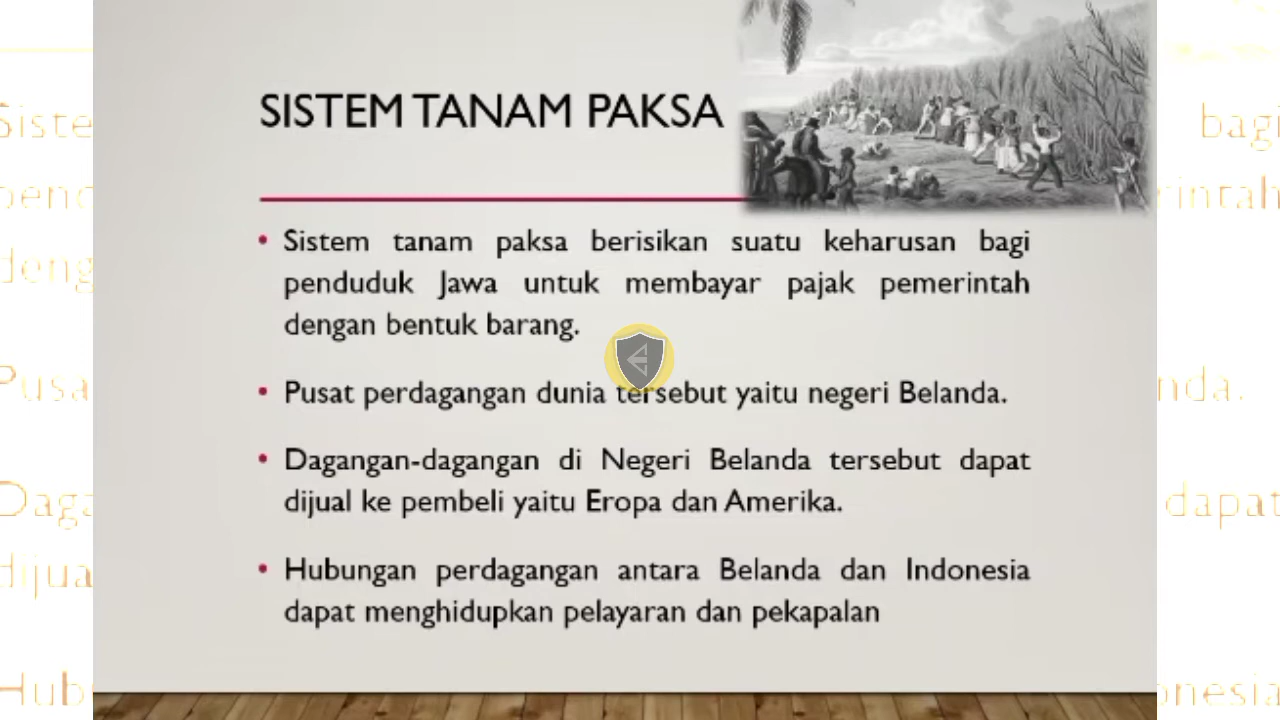 SISTEM TANAM PAKSA
• Sistem tanam paksa berisikan suatu keharusan bagi
penduduk Jawa untuk membayar pajak pemerintah
dengan bentuk barang.
• Pusat perdagangan dunia tersebut yaitu negeri Belanda.
• Dagangan-dagangan di Negeri Belanda tersebut dapat
dijual ke pembeli yaitu Eropa dan Amerika.
• Hubungan perdagangan antara Belanda dan Indonesia
dapat menghidupkan pelayaran dan pekapalan